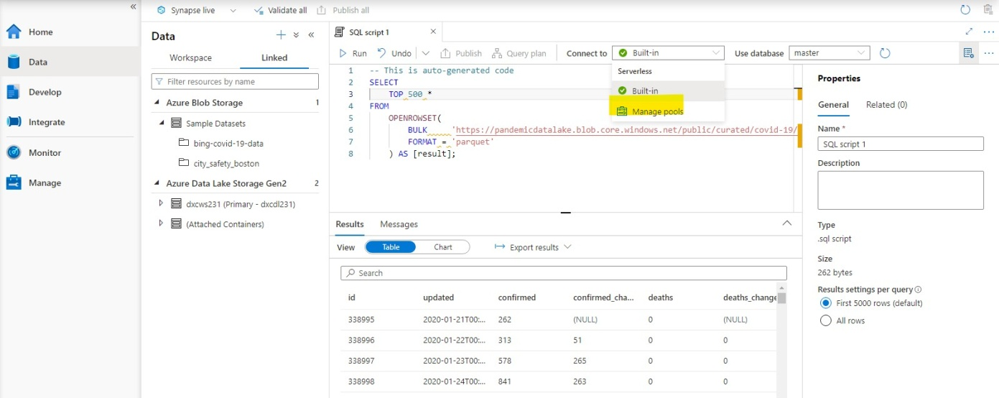 Synapse live
Validate all
Publish all
Home
Data
Develop
Integrate
Monitor
Manage
Data
Workspace
Linked
Filter resources by name
Azure Blob Storage 1
Sample Datasets
bing-covid-19-data
city_safety_boston
Azure Data Lake Storage Gen2 2
dxcws231 (Primary - dxcdl231)
(Attached Containers)
SQL script 1
Run
Undo
Publish
Query plan
Connect to
Built-in
Use database
master
Serverless
Built-in
Manage pools
1 -- This is auto-generated code
2 SELECT
3 TOP 500 *
4 FROM
5 OPENROWSET(
6 BULK 'https://pandemicdatalake.blob.core.windows.net/public/curated/covid-19/
7 FORMAT = 'parquet'
8 ) AS [result];
Results
Messages
View
Table
Chart
Export results
Search
id updated confirmed confirmed_cha... deaths deaths_change
338995 2020-01-21T00:... 262 (NULL) 0 (NULL)
338996 2020-01-22T00:... 313 51 0 0
338997 2020-01-23T00:... 578 265 0 0
338998 2020-01-24T00:... 841 263 0 0
Properties
General
Related (0)
Name *
SQL script 1
Description
Type
.sql script
Size
262 bytes
Results settings per query
First 5000 rows (default)
All rows